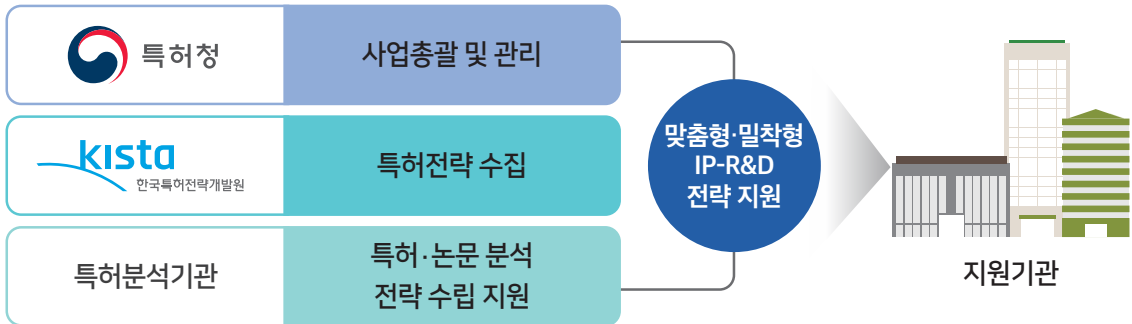 특허청
사업총괄 및 관리
kista
한국특허전략개발원
특허전략 수집
특허분석기관
특허·논문 분석
전략 수립 지원
맞춤형·밀착형
IP-R&D
전략 지원
지원기관